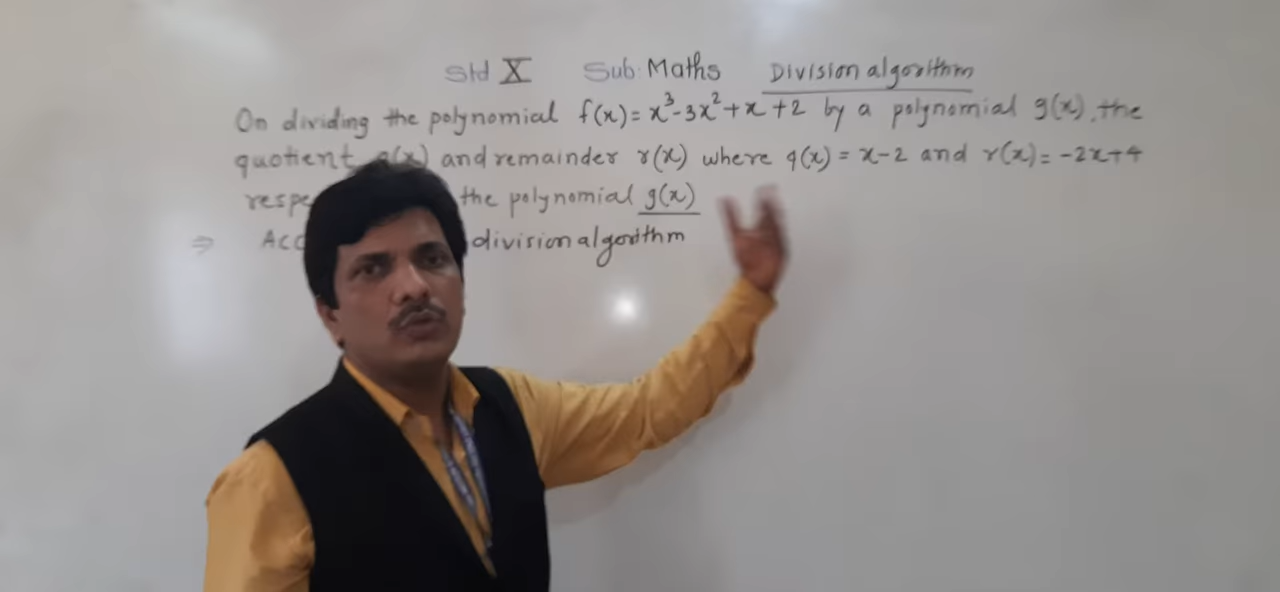 Std X Sub: Maths Division algorithm
On dividing the polynomial f(x) = x³-3x²+x+2 by a polynomial g(x), the
quotient q(x) and remainder r(x) where q(x) = x-2 and r(x) = -2x+4
the polynomial g(x)
⇒ division algorithm